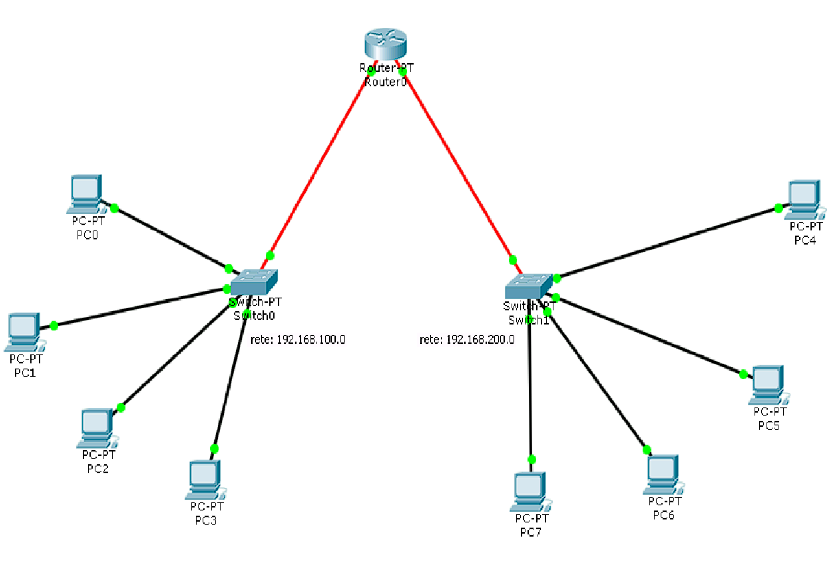 Router-PT
Router0
PC-PT
PC0
PC-PT
PC4
Switch-PT
Switch0
Switch-PT
Switch1
rete: 192.168.100.0
rete: 192.168.200.0
PC-PT
PC1
PC-PT
PC5
PC-PT
PC2
PC-PT
PC3
PC-PT
PC6
PC-PT
PC7